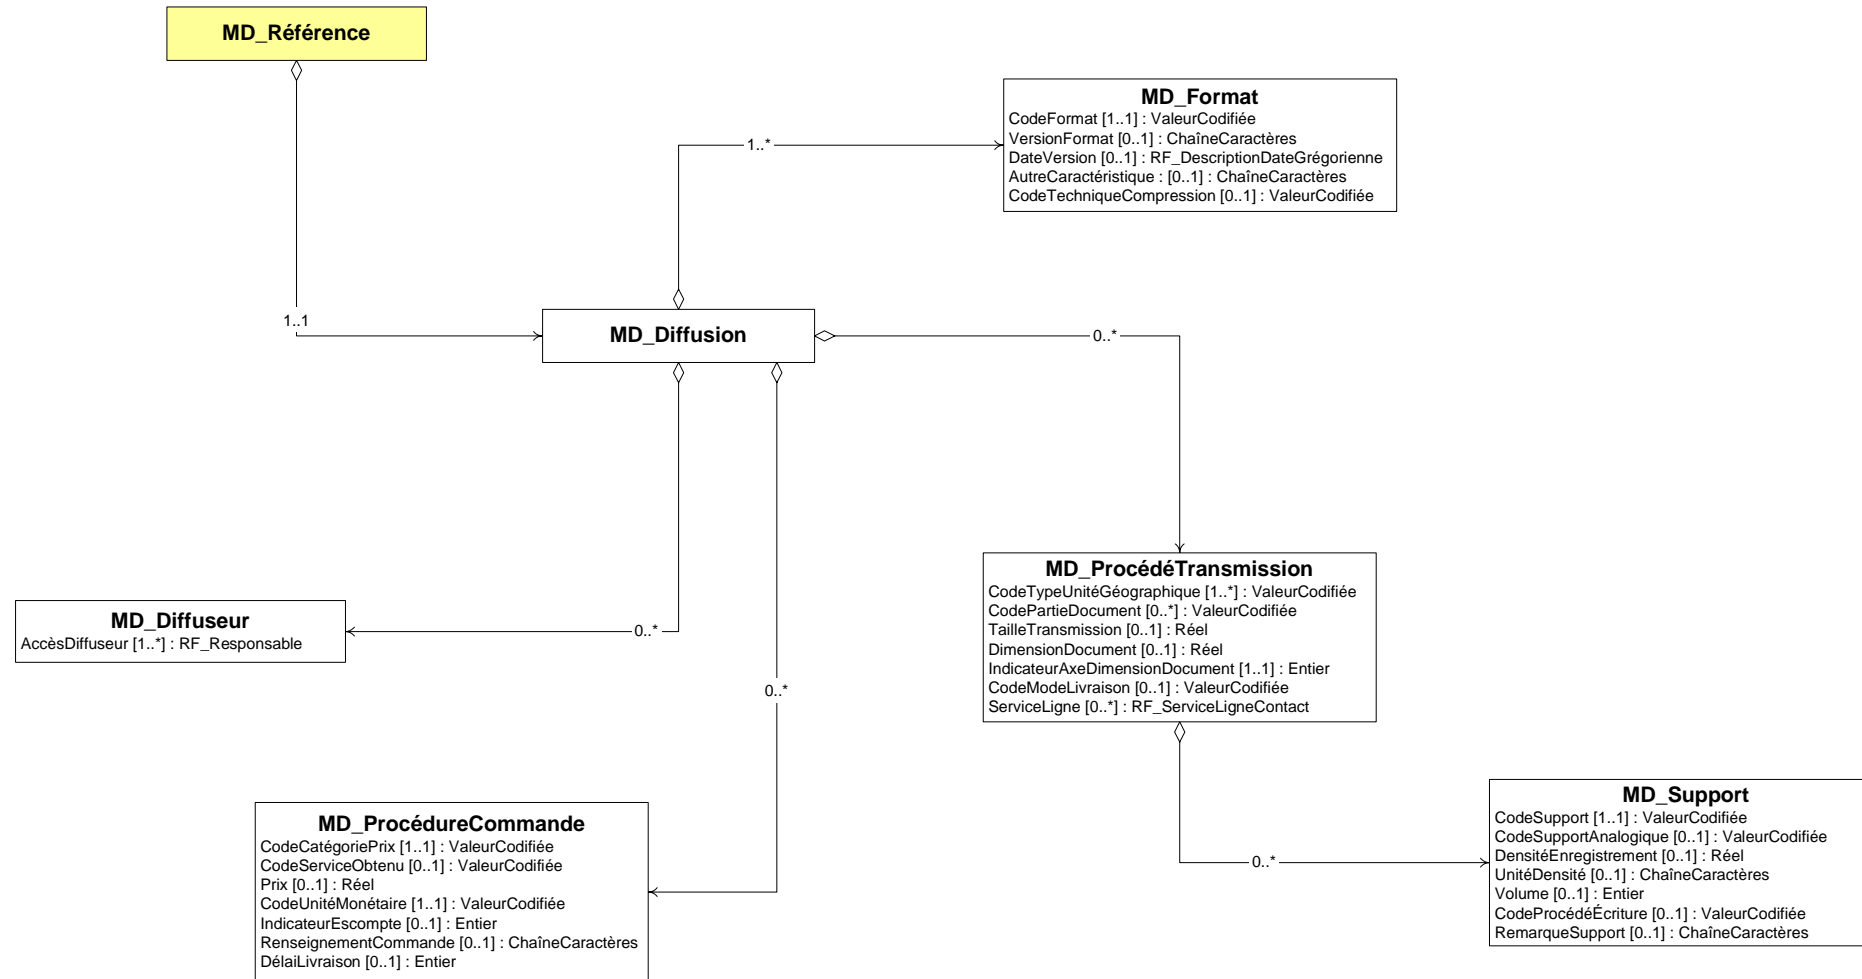 MD_Référence
MD_Format
CodeFormat [1..1] : ValeurCodifiée
VersionFormat [0..1] : ChaîneCaractères
DateVersion [0..1] : RF_DescriptionDateGrégorienne
AutreCaractéristique : [0..1] : ChaîneCaractères
CodeTechniqueCompression [0..1] : ValeurCodifiée
1..*
1..1
MD_Diffusion
0..*
MD_ProcédéTransmission
CodeTypeUnitéGéographique [1..*] : ValeurCodifiée
CodePartieDocument [0..*] : ValeurCodifiée
TailleTransmission [0..1] : Réel
DimensionDocument [0..1] : Réel
IndicateurAxeDimensionDocument [1..1] : Entier
CodeModeLivraison [0..1] : ValeurCodifiée
ServiceLigne [0..*] : RF_ServiceLigneContact
MD_Diffuseur
AccèsDiffuseur [1..*] : RF_Responsable
0..*
0..*
MD_ProcédureCommande
CodeCatégoriePrix [1..1] : ValeurCodifiée
CodeServiceObtenu [0..1] : ValeurCodifiée
Prix [0..1] : Réel
CodeUnitéMonétaire [1..1] : ValeurCodifiée
IndicateurEscompte [0..1] : Entier
RenseignementCommande [0..1] : ChaîneCaractères
DélaiLivraison [0..1] : Entier
0..*
MD_Support
CodeSupport [1..1] : ValeurCodifiée
CodeSupportAnalogique [0..1] : ValeurCodifiée
DensitéEnregistrement [0..1] : Réel
UnitéDensité [0..1] : ChaîneCaractères
Volume [0..1] : Entier
CodeProcédéÉcriture [0..1] : ValeurCodifiée
RemarqueSupport [0..1] : ChaîneCaractères